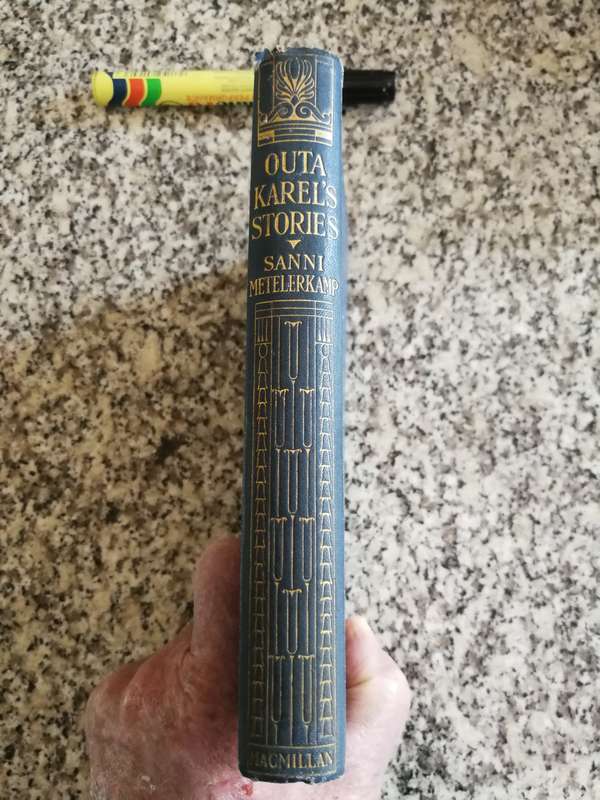 OUTA
KAREL'S
STORIES
SANNI
METELERKAMP
MACMILLAN